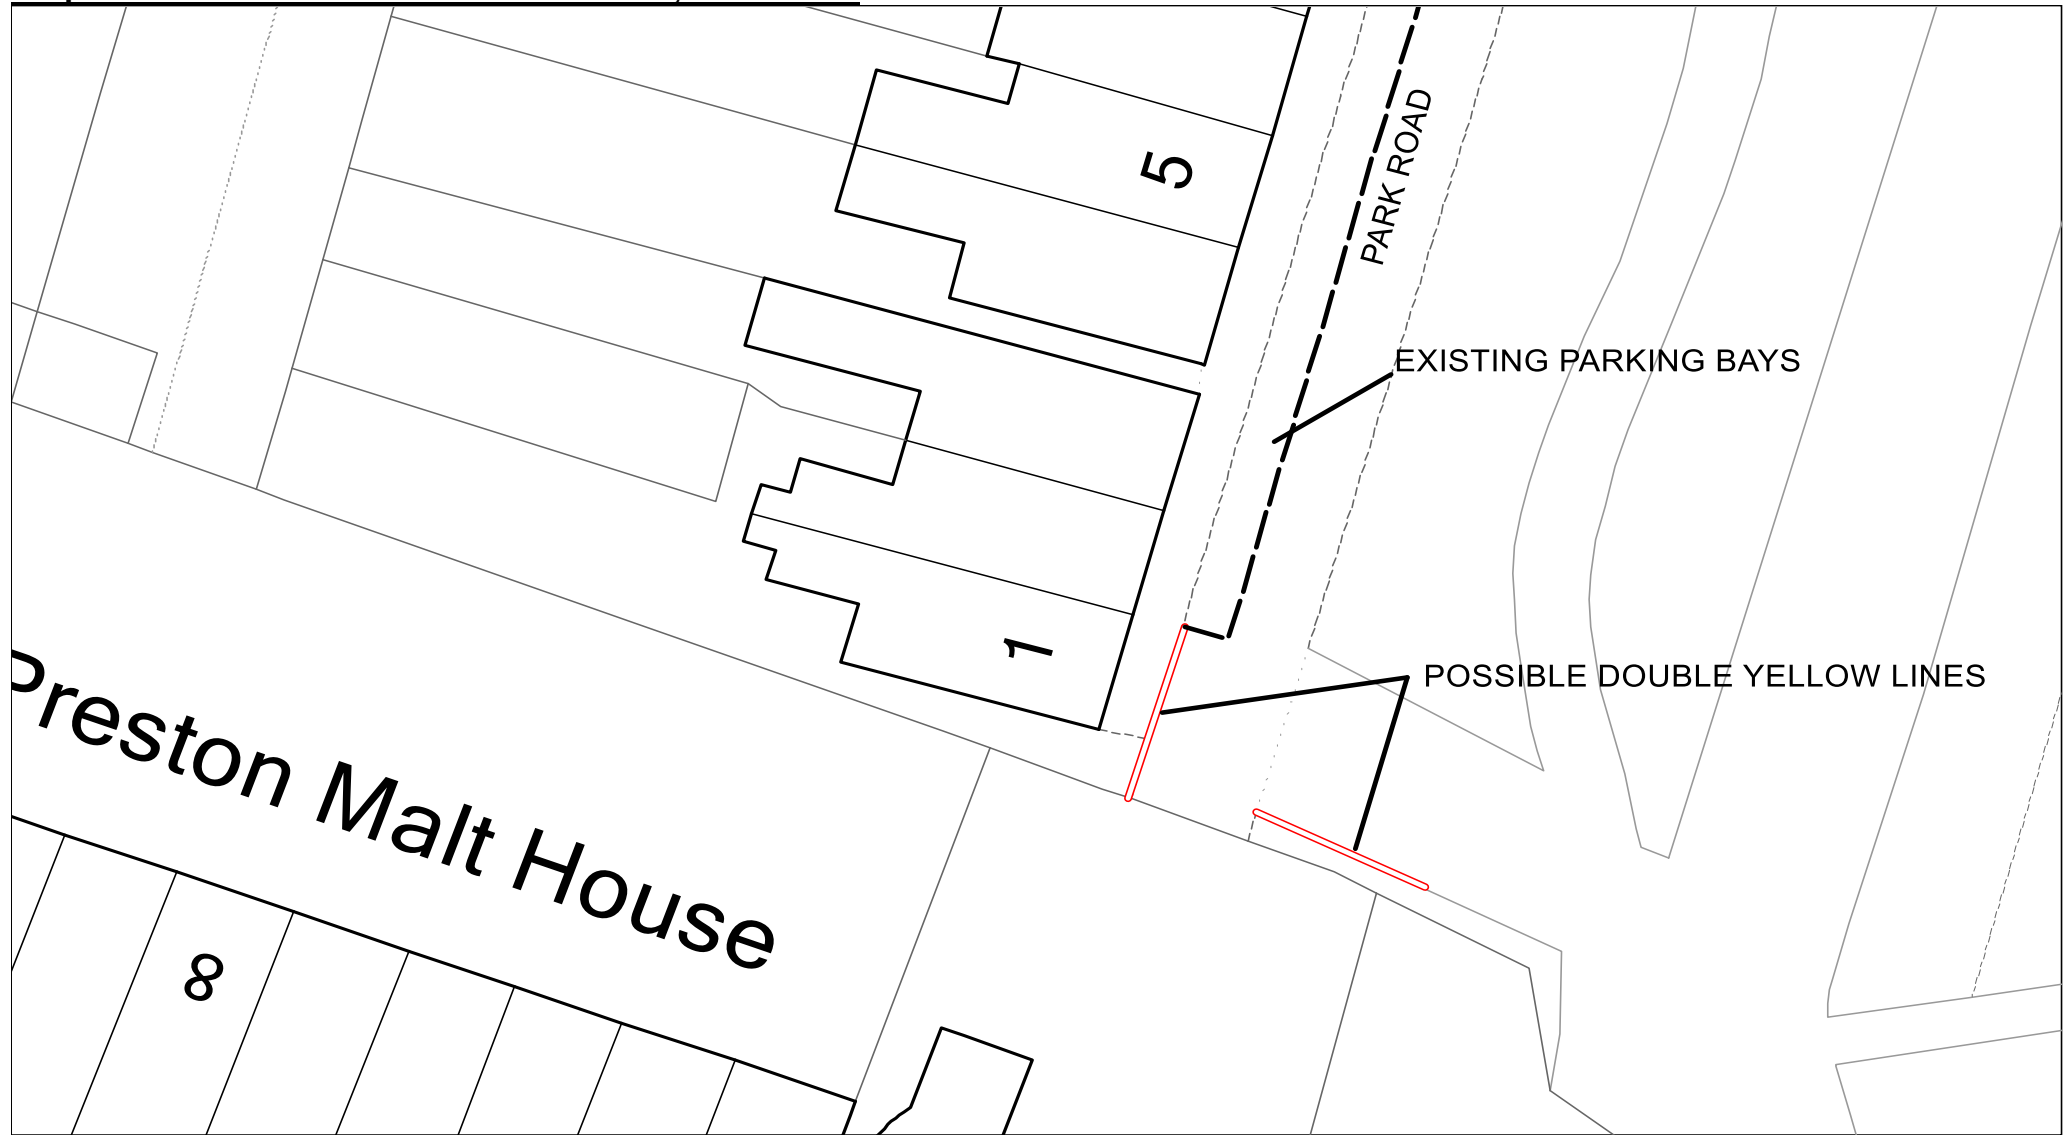 5
PARK ROAD
EXISTING PARKING BAYS
1
POSSIBLE DOUBLE YELLOW LINES
Preston Malt House
8